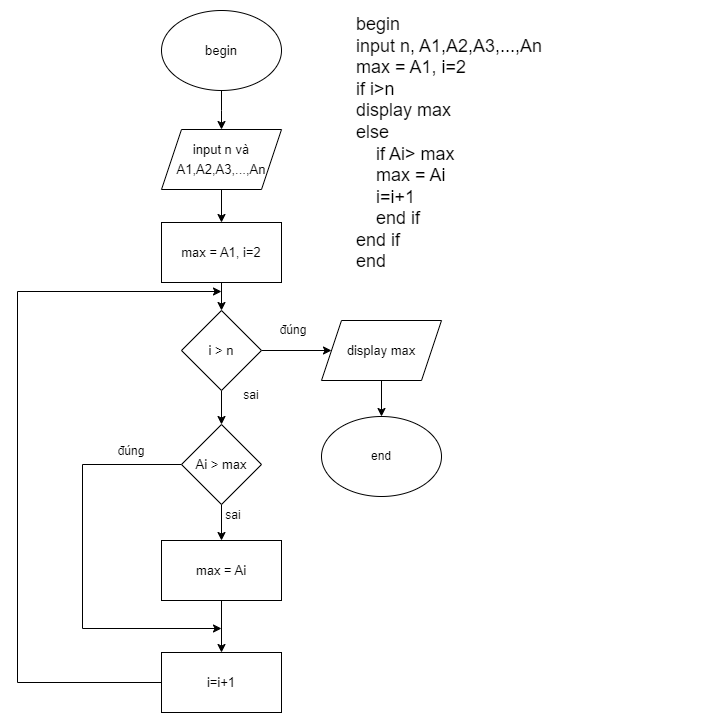 begin
input n và
A1,A2,A3,...,An
max = A1, i=2
i > n
đúng
display max
sai
end
Ai > max
đúng
sai
max = Ai
i=i+1
begin
input n, A1,A2,A3,...,An
max = A1, i=2
if i>n
display max
else
if Ai> max
max = Ai
i=i+1
end if
end if
end